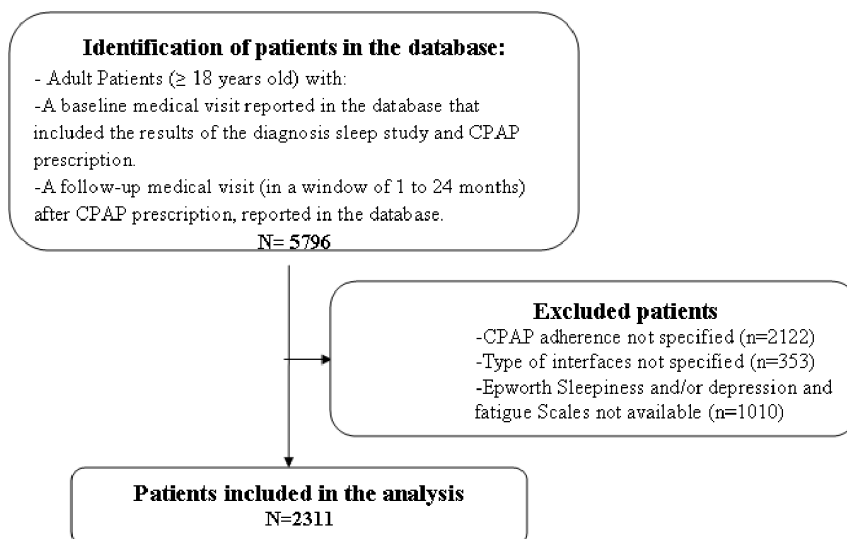 Identification of patients in the database:
- Adult Patients (≥ 18 years old) with:
-A baseline medical visit reported in the database that
included the results of the diagnosis sleep study and CPAP
prescription.
-A follow-up medical visit (in a window of 1 to 24 months)
after CPAP prescription, reported in the database.
N= 5796
Excluded patients
-CPAP adherence not specified (n=2122)
-Type of interfaces not specified (n=353)
-Epworth Sleepiness and/or depression and
fatigue Scales not available (n=1010)
Patients included in the analysis
N=2311